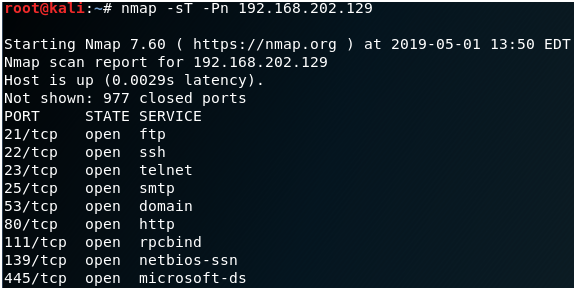 root@kali:~# nmap -sT -Pn 192.168.202.129
Starting Nmap 7.60 ( https://nmap.org ) at 2019-05-01 13:50 EDT
Nmap scan report for 192.168.202.129
Host is up (0.0029s latency).
Not shown: 977 closed ports
PORT    STATE SERVICE
21/tcp  open  ftp
22/tcp  open  ssh
23/tcp  open  telnet
25/tcp  open  smtp
53/tcp  open  domain
80/tcp  open  http
111/tcp open  rpcbind
139/tcp open  netbios-ssn
445/tcp open  microsoft-ds